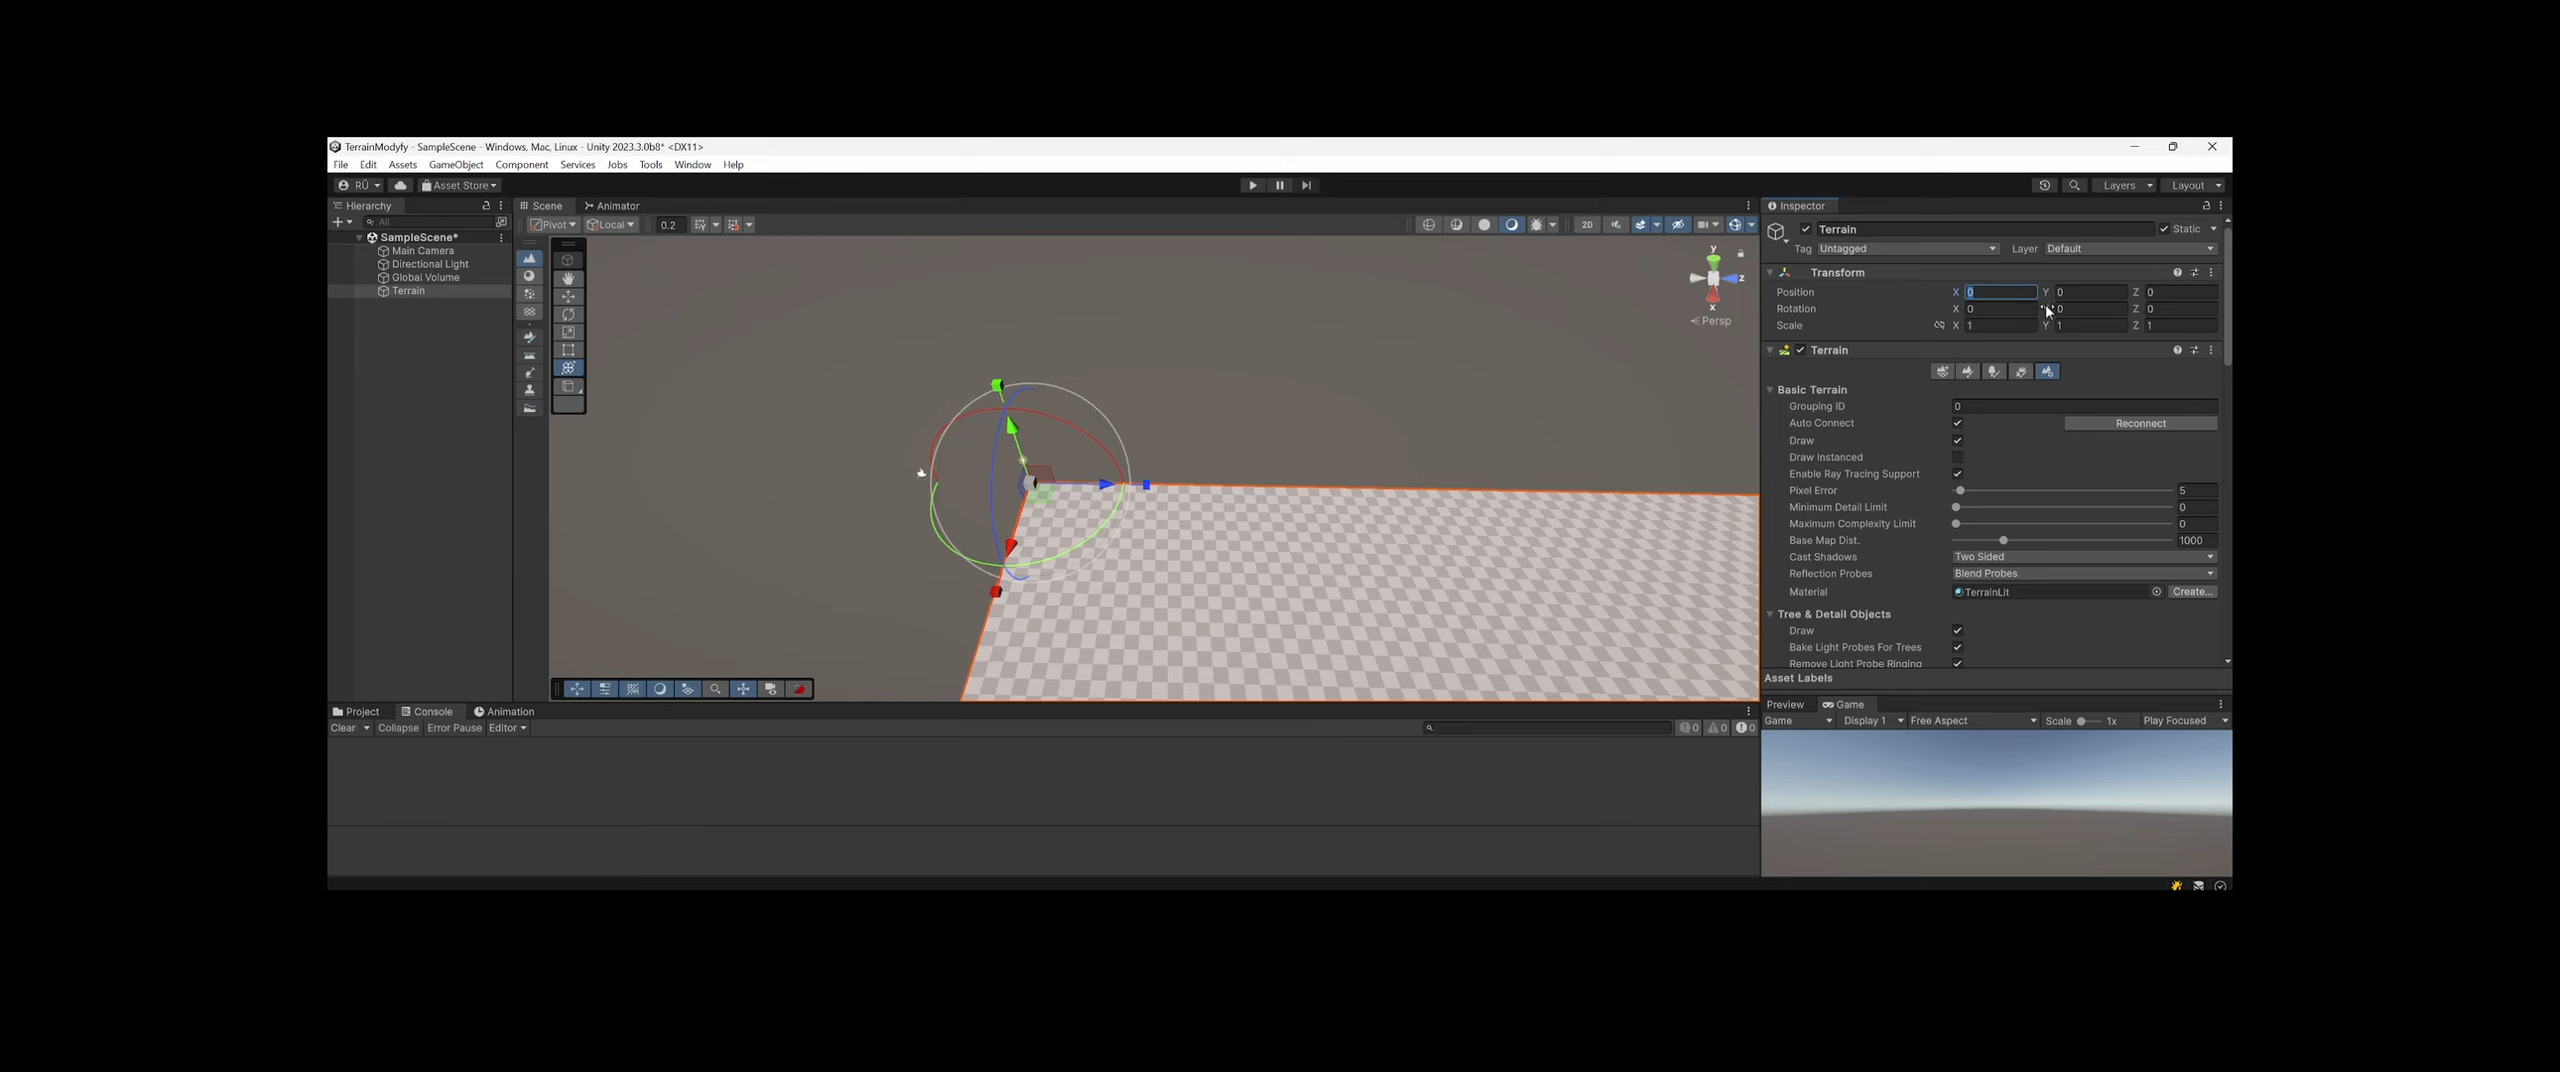 TerrainModyfy - SampleScene - Windows, Mac, Linux - Unity 2023.3.0b8* <DX11>
File Edit Assets GameObject Component Services Jobs Tools Window Help
RÜ Asset Store Layers Layout
Hierarchy Scene Animator Inspector
All Pivot Local 0.2 2D
SampleScene*
Main Camera
Directional Light
Global Volume
Terrain
y
z
x
Persp
Terrain Static
Tag Untagged Layer Default
Transform
Position X 0 Y 0 Z 0
Rotation X 0 0 Z 0
Scale X 1 Y 1 Z 1
Terrain
Basic Terrain
Grouping ID 0
Auto Connect Reconnect
Draw
Draw Instanced
Enable Ray Tracing Support
Pixel Error 5
Minimum Detail Limit 0
Maximum Complexity Limit 0
Base Map Dist. 1000
Cast Shadows Two Sided
Reflection Probes Blend Probes
Material TerrainLit Create...
Tree & Detail Objects
Draw
Bake Light Probes For Trees
Remove Light Probe Ringing
Asset Labels
Project Console Animation
Clear Collapse Error Pause Editor 0 0 0
Preview Game
Game Display 1 Free Aspect Scale 1x Play Focused